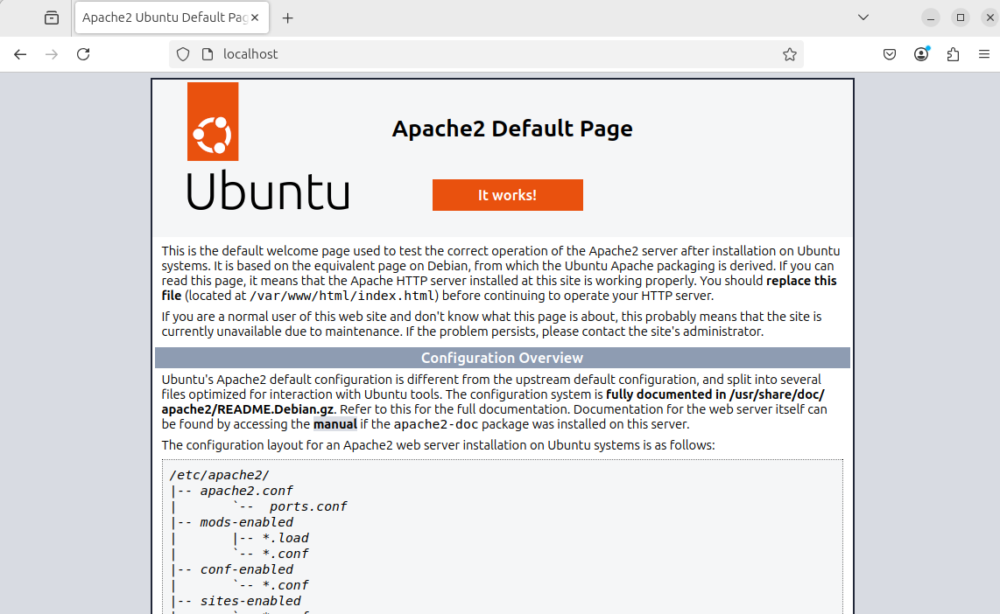 Apache2 Ubuntu Default Pag
localhost
Apache2 Default Page
Ubuntu
It works!
This is the default welcome page used to test the correct operation of the Apache2 server after installation on Ubuntu
systems. It is based on the equivalent page on Debian, from which the Ubuntu Apache packaging is derived. If you can
read this page, it means that the Apache HTTP server installed at this site is working properly. You should replace this
file (located at /var/www/html/index.html) before continuing to operate your HTTP server.
If you are a normal user of this web site and don't know what this page is about, this probably means that the site is
currently unavailable due to maintenance. If the problem persists, please contact the site's administrator.
Configuration Overview
Ubuntu's Apache2 default configuration is different from the upstream default configuration, and split into several
files optimized for interaction with Ubuntu tools. The configuration system is fully documented in /usr/share/doc/
apache2/README.Debian.gz. Refer to this for the full documentation. Documentation for the web server itself can
be found by accessing the manual if the apache2-doc package was installed on this server.
The configuration layout for an Apache2 web server installation on Ubuntu systems is as follows:
/etc/apache2/
|-- apache2.conf
|       `--  ports.conf
|-- mods-enabled
|       |-- *.load
|       `-- *.conf
|-- conf-enabled
|       `-- *.conf
|-- sites-enabled